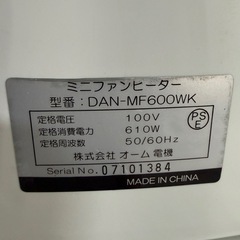 ミニファンヒーター
型番：DAN-MF600WK
定格電圧 100V
定格消費電力 610W
定格周波数 50/60Hz
PSE
株式会社 オーム電機
Serial No. 07101384
MADE IN CHINA